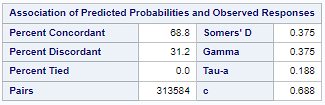 Association of Predicted Probabilities and Observed Responses
Percent Concordant 68.8 Somers' D 0.375
Percent Discordant 31.2 Gamma 0.375
Percent Tied 0.0 Tau-a 0.188
Pairs 313584 c 0.688